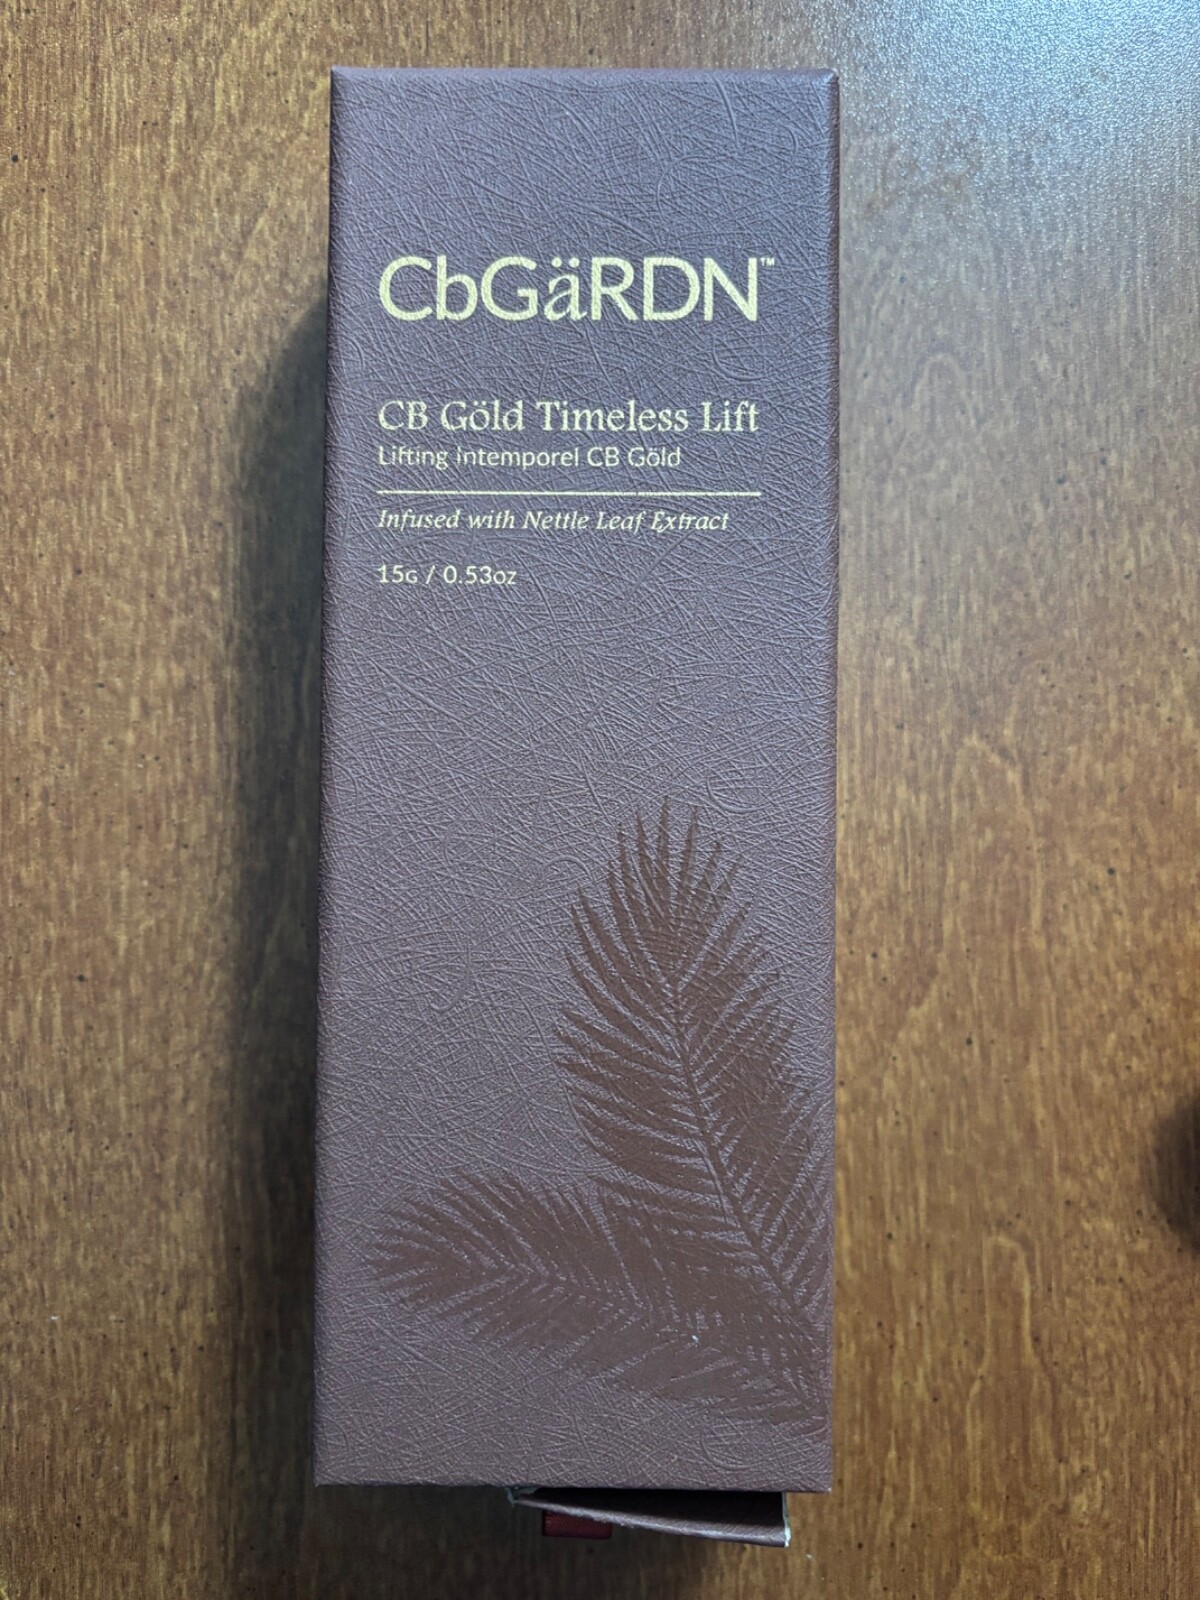 CbGäRDN™
CB Göld Timeless Lift
Lifting Intemporel CB Göld
Infused with Nettle Leaf Extract
15G / 0.53oz